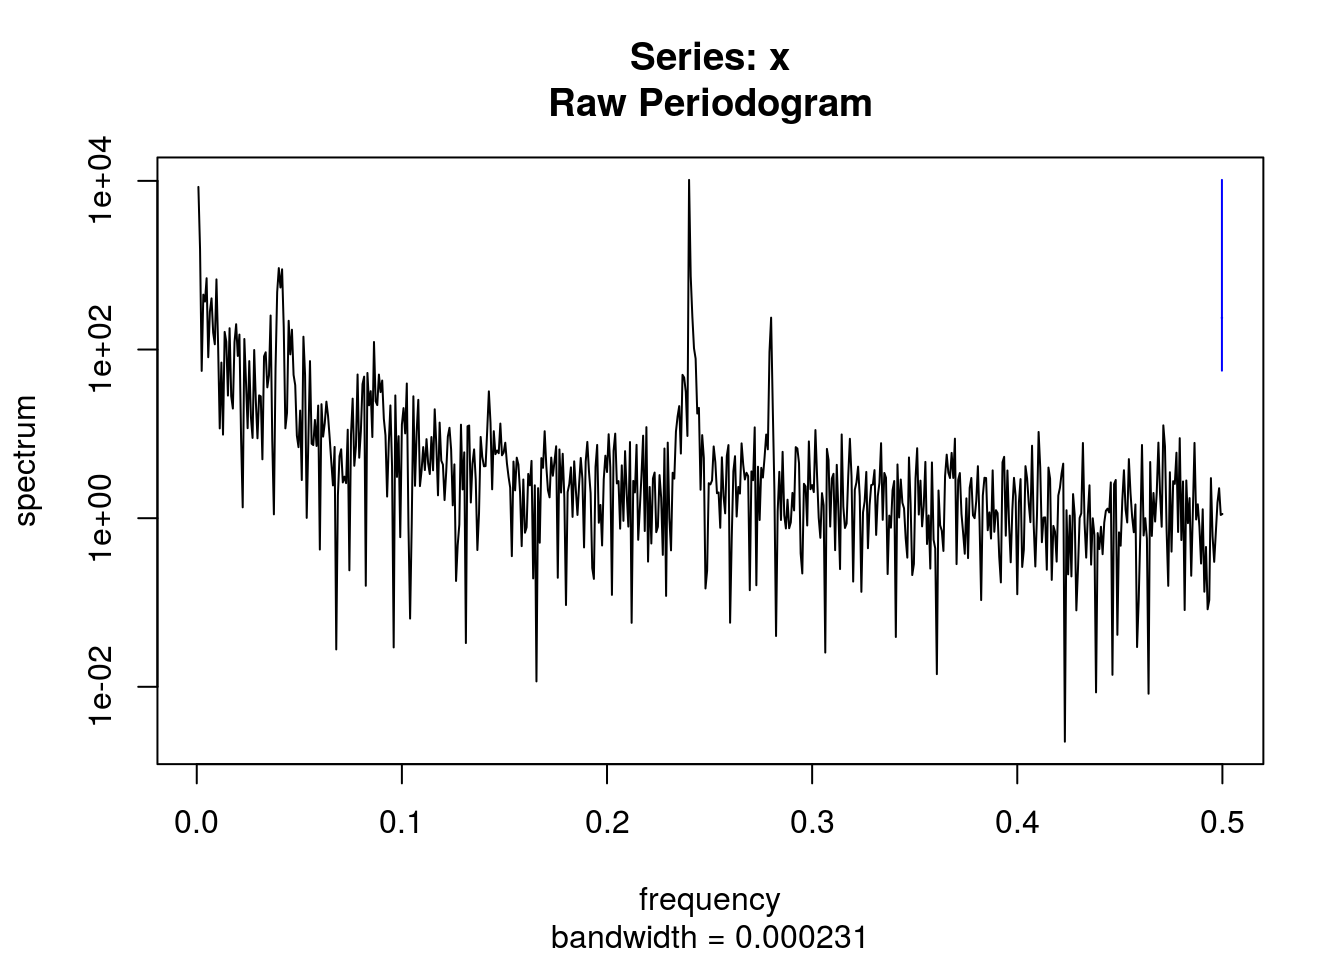 Series: x
Raw Periodogram
spectrum
1e+04
1e+02
1e+00
1e-02
0.0 0.1 0.2 0.3 0.4 0.5
frequency
bandwidth = 0.000231